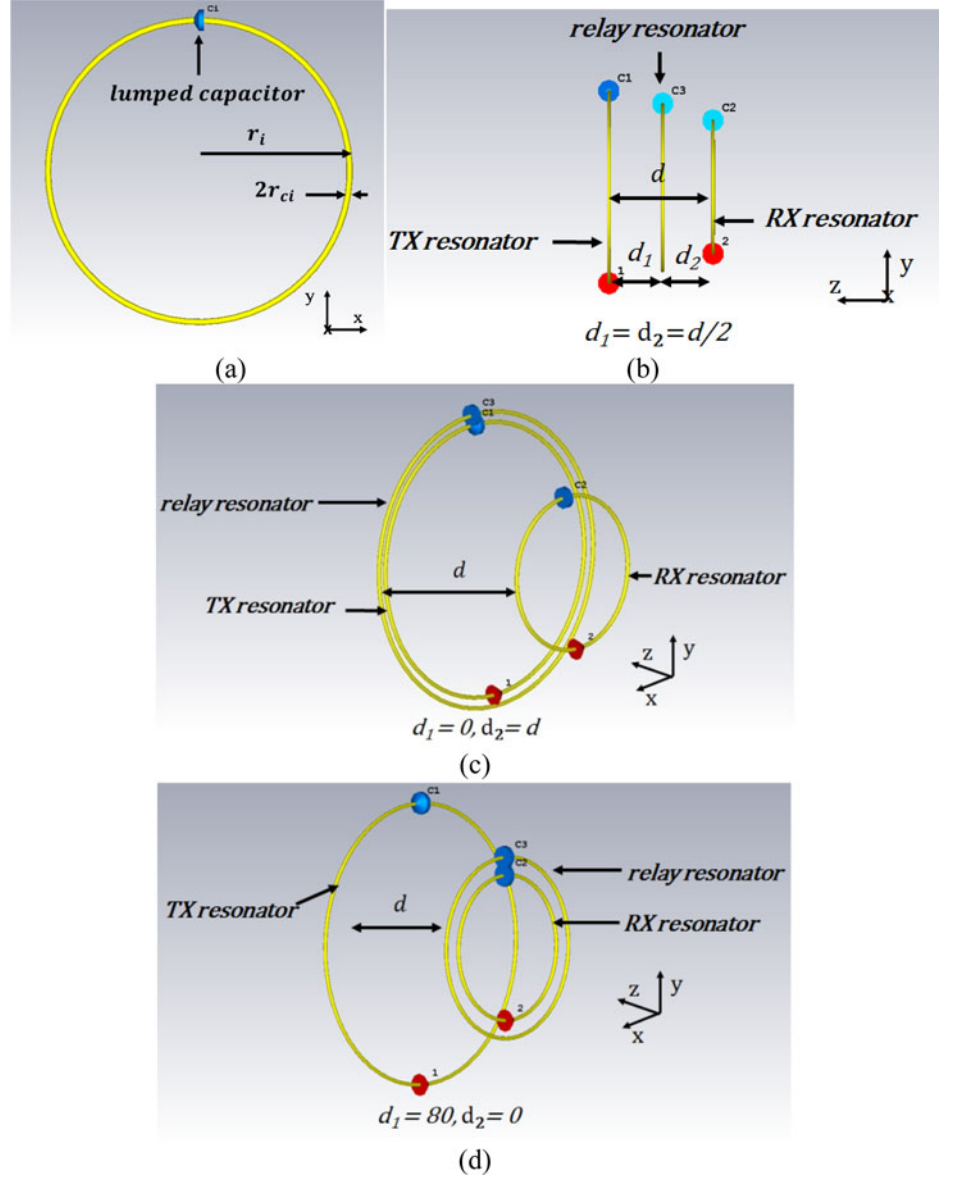 C1
lumped capacitor
r_i
2r_ci
y
x
x
(a)
relay resonator
C1
C3
C2
d
TX resonator
RX resonator
d_1
d_2
1
2
y
z
x
d_1 = d_2 = d/2
(b)
C3
C1
C2
relay resonator
d
RX resonator
TX resonator
2
1
y
z
x
d_1 = 0, d_2 = d
(c)
C1
C3
C2
relay resonator
TX resonator
d
RX resonator
2
1
y
z
x
d_1 = 80, d_2 = 0
(d)